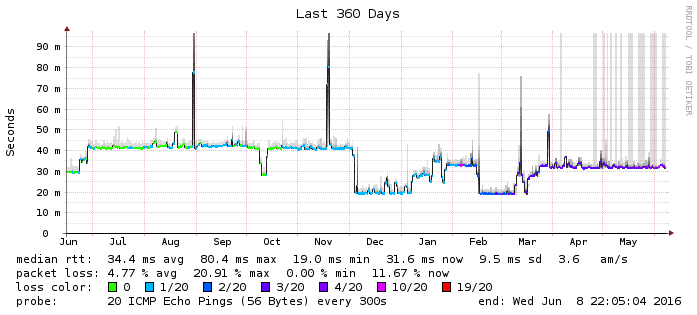 Last 360 Days
RRDTOOL / TOBI OETIKER
Seconds
90 m
80 m
70 m
60 m
50 m
40 m
30 m
20 m
10 m
0
Jun Jul Aug Sep Oct Nov Dec Jan Feb Mar Apr May
median rtt: 34.4 ms avg 80.4 ms max 19.0 ms min 31.6 ms now 9.5 ms sd 3.6 am/s
packet loss: 4.77 % avg 20.91 % max 0.00 % min 11.67 % now
loss color: 0 1/20 2/20 3/20 4/20 10/20 19/20
probe: 20 ICMP Echo Pings (56 Bytes) every 300s end: Wed Jun 8 22:05:04 2016